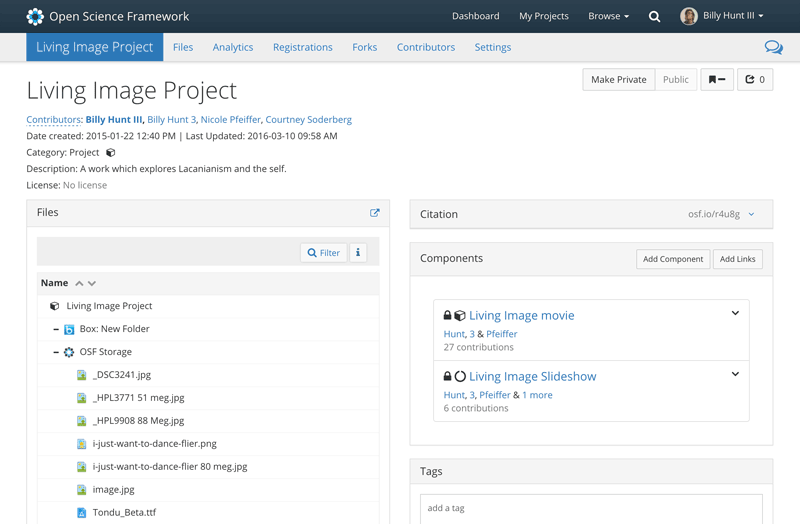 Open Science Framework
Dashboard My Projects Browse Billy Hunt III
Living Image Project Files Analytics Registrations Forks Contributors Settings
Living Image Project
Make Private Public 0
Contributors: Billy Hunt III, Billy Hunt 3, Nicole Pfeiffer, Courtney Soderberg
Date created: 2015-01-22 12:40 PM | Last Updated: 2016-03-10 09:58 AM
Category: Project
Description: A work which explores Lacanianism and the self.
License: No license
Files
Filter i
Name
Living Image Project
Box: New Folder
OSF Storage
_DSC3241.jpg
_HPL3771 51 meg.jpg
_HPL9908 88 Meg.jpg
i-just-want-to-dance-flier.png
i-just-want-to-dance-flier 80 meg.jpg
image.jpg
Tondu_Beta.ttf
Citation osf.io/r4u8g
Components Add Component Add Links
Living Image movie
Hunt, 3 & Pfeiffer
27 contributions
Living Image Slideshow
Hunt, 3, Pfeiffer & 1 more
6 contributions
Tags
add a tag